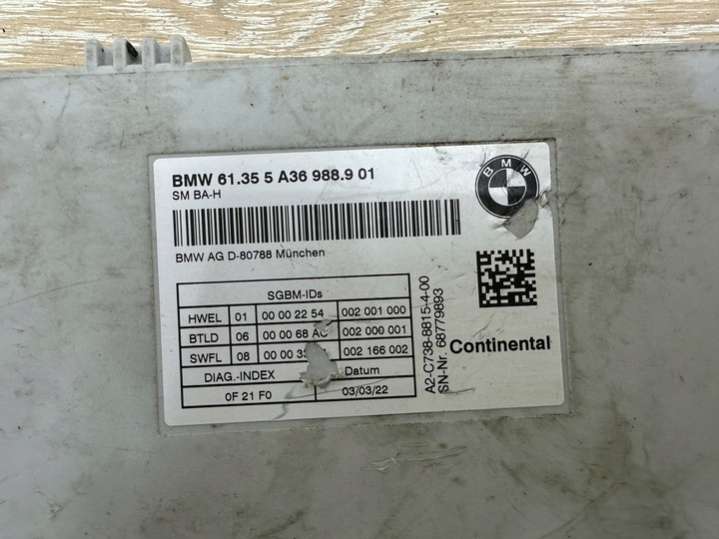 BMW 61.35 5 A36 988.9 01
SM BA-H
BMW
BMW AG D-80788 München
SGBM-IDs
HWEL 01 00 00 22 54 002 001 000
BTLD 06 00 00 68 002 000 001
SWFL 08 00 00 002 166 002
DIAG.-INDEX Datum
0F 21 F0 03/03/22
A2-C738-8815-4-00
SN-Nr. 68779893
Continental